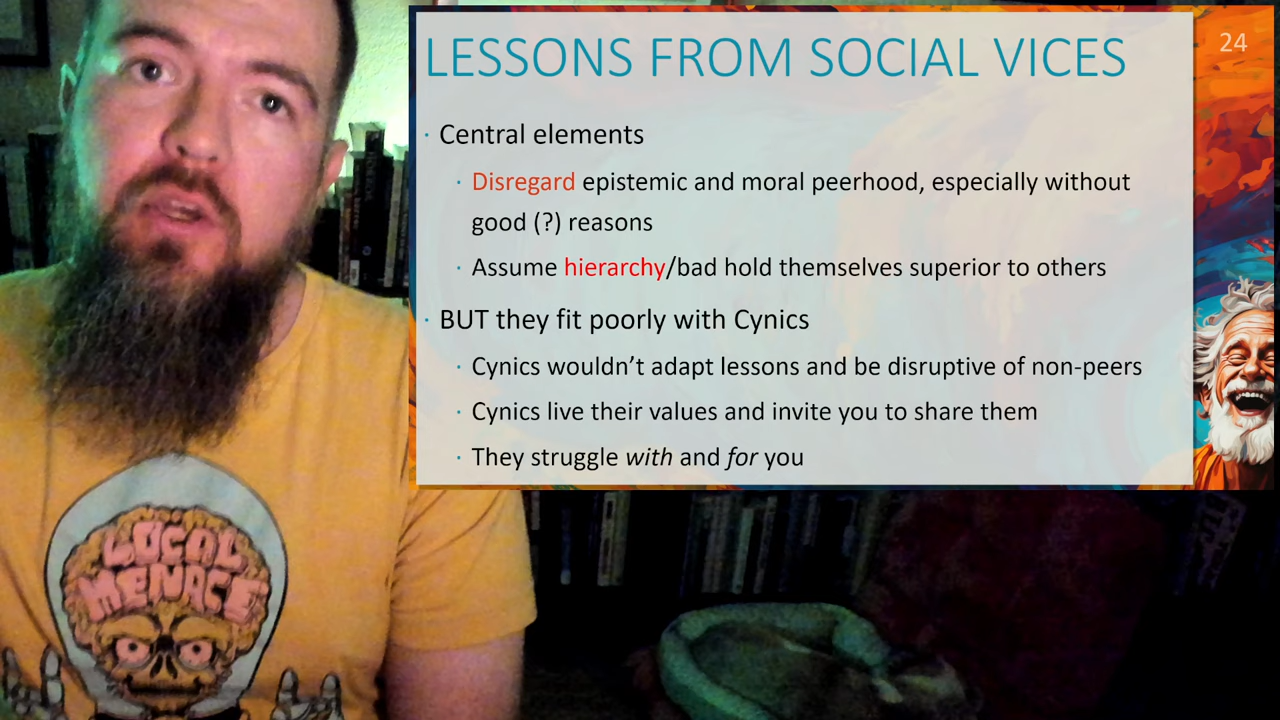 LESSONS FROM SOCIAL VICES
24
· Central elements
· Disregard epistemic and moral peerhood, especially without
good (?) reasons
· Assume hierarchy/bad hold themselves superior to others
· BUT they fit poorly with Cynics
· Cynics wouldn’t adapt lessons and be disruptive of non-peers
· Cynics live their values and invite you to share them
· They struggle with and for you
LOCAL
MENACE